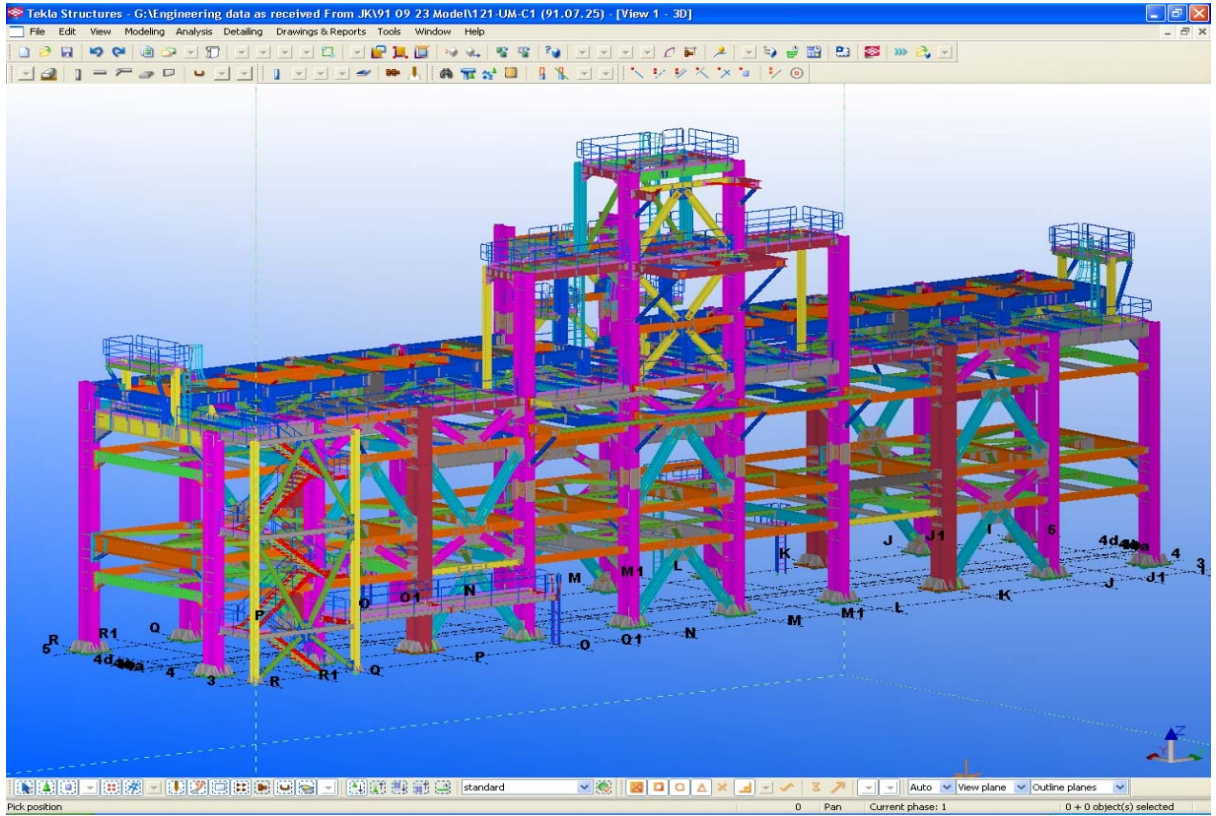 Tekla Structures - G:\Engineering data as received From JK\91 09 23 Model\121-UM-C1 (91.07.25) - [View 1 - 3D]
File Edit View Modeling Analysis Detailing Drawings & Reports Tools Window Help
K J J1 I 5 4d 4 3 1
M M1 L
P O O1 N
J J1
K
L
M1
M
N
O1
O
R R1 Q
5 4d 4 3
P
Q
R1
R
Z
standard Auto View plane Outline planes
Pick position 0 Pan Current phase: 1 0 + 0 object(s) selected